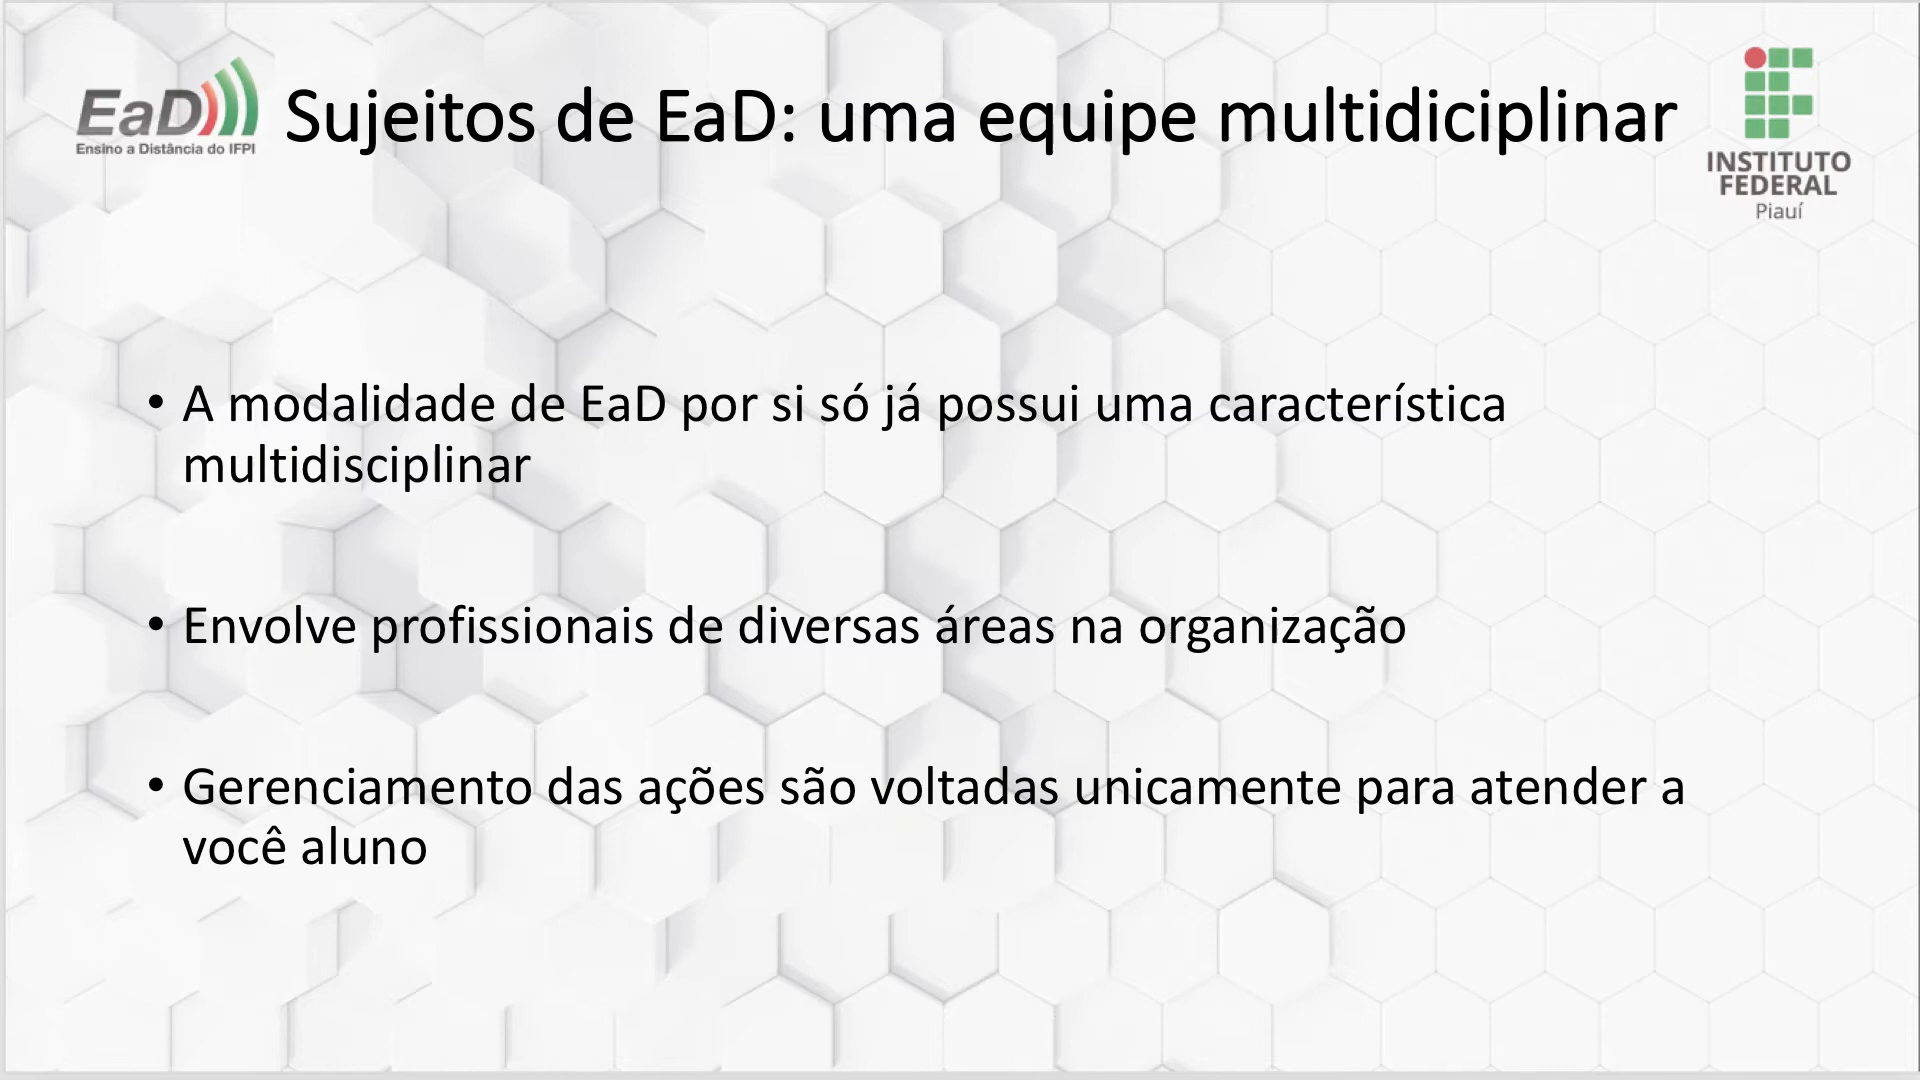 EaD
Ensino a Distância do IFPI
Sujeitos de EaD: uma equipe multidiciplinar
INSTITUTO
FEDERAL
Piauí
• A modalidade de EaD por si só já possui uma característica
multidisciplinar
• Envolve profissionais de diversas áreas na organização
• Gerenciamento das ações são voltadas unicamente para atender a
você aluno